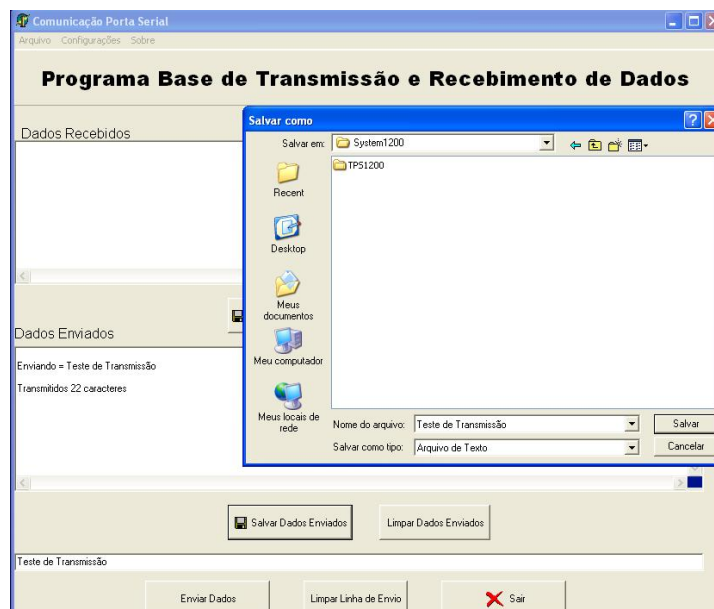 Comunicação Porta Serial
Arquivo Configurações Sobre
Programa Base de Transmissão e Recebimento de Dados
Dados Recebidos
Salvar como
Salvar em: System1200
TPS1200
Recent
Desktop
Meus
documentos
Meu computador
Meus locais de
rede
Nome do arquivo: Teste de Transmissão Salvar
Salvar como tipo: Arquivo de Texto Cancelar
Dados Enviados
Enviando = Teste de Transmissão
Transmitidos 22 caracteres
Salvar Dados Enviados Limpar Dados Enviados
Teste de Transmissão
Enviar Dados Limpar Linha de Envio Sair